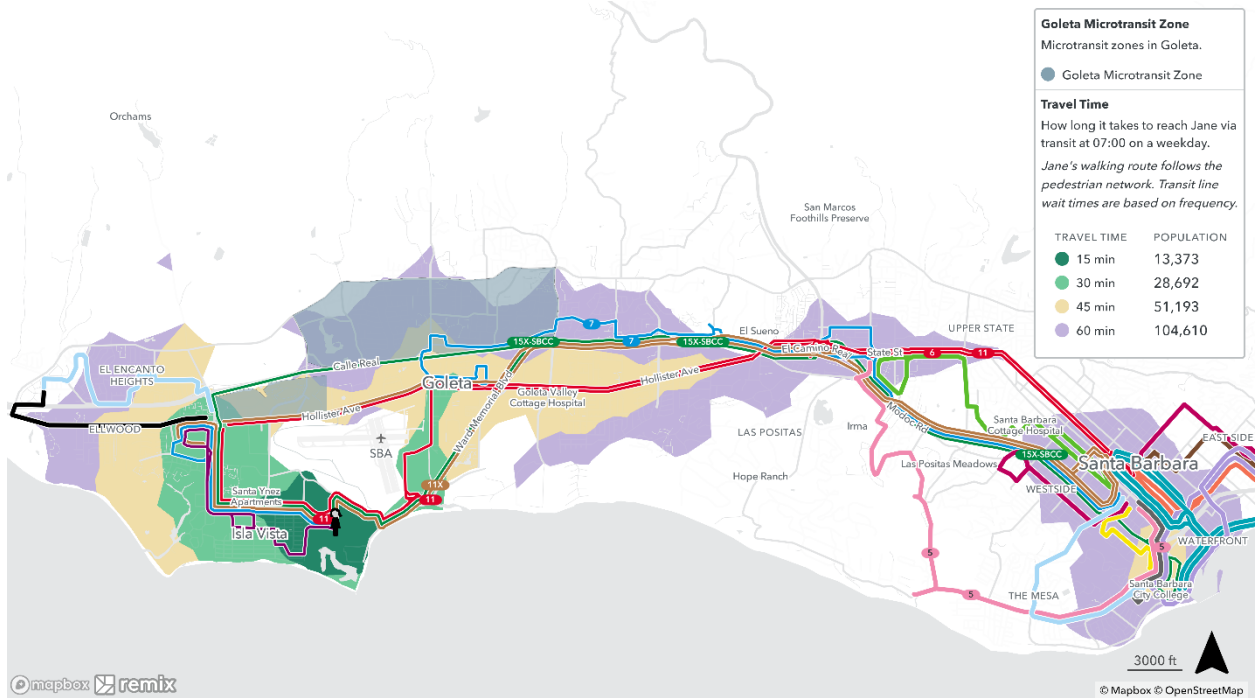 Goleta Microtransit Zone
Microtransit zones in Goleta.
Goleta Microtransit Zone
Travel Time
How long it takes to reach Jane via
transit at 07:00 on a weekday.
Jane's walking route follows the
pedestrian network. Transit line
wait times are based on frequency.
TRAVEL TIME POPULATION
15 min 13,373
30 min 28,692
45 min 51,193
60 min 104,610
Orchams
San Marcos
Foothills Preserve
7
El Sueno
UPPER STATE
15X-SBCC
7
15X-SBCC
El Camino Real
State St
6
11
Calle Real
EL ENCANTO
HEIGHTS
Goleta
Hollister Ave
Goleta Valley
Cottage Hospital
Hollister Ave
Ward Memorial Blvd
Modoc Rd
ELLWOOD
SBA
LAS POSITAS
Irma
Santa Barbara
Cottage Hospital
EAST SIDE
15X-SBCC
Santa Barbara
Las Positas Meadows
Hope Ranch
WESTSIDE
11X
11
Santa Ynez
Apartments
11
Isla Vista
WATERFRONT
5
5
Santa Barbara
City College
5
THE MESA
3000 ft
mapbox remix
© Mapbox © OpenStreetMap